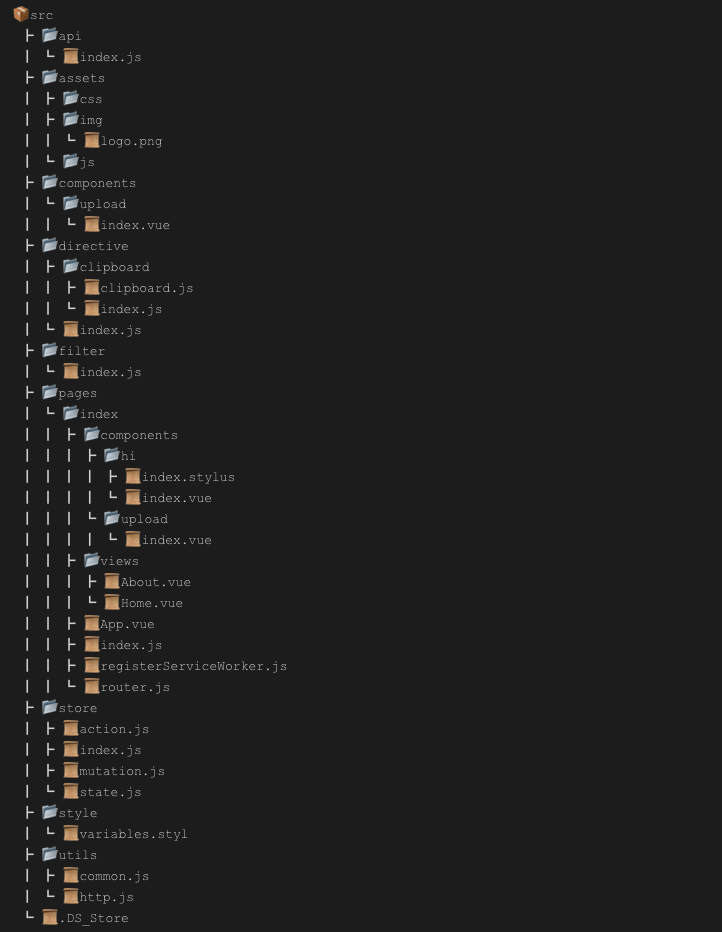 📦src
 ┣ 📂api
 ┃ ┗ 📜index.js
 ┣ 📂assets
 ┃ ┣ 📂css
 ┃ ┣ 📂img
 ┃ ┃ ┗ 📜logo.png
 ┃ ┗ 📂js
 ┣ 📂components
 ┃ ┗ 📂upload
 ┃ ┃ ┗ 📜index.vue
 ┣ 📂directive
 ┃ ┣ 📂clipboard
 ┃ ┃ ┣ 📜clipboard.js
 ┃ ┃ ┗ 📜index.js
 ┃ ┗ 📜index.js
 ┣ 📂filter
 ┃ ┗ 📜index.js
 ┣ 📂pages
 ┃ ┗ 📂index
 ┃ ┃ ┣ 📂components
 ┃ ┃ ┃ ┣ 📂hi
 ┃ ┃ ┃ ┃ ┣ 📜index.stylus
 ┃ ┃ ┃ ┃ ┗ 📜index.vue
 ┃ ┃ ┃ ┗ 📂upload
 ┃ ┃ ┃ ┃ ┗ 📜index.vue
 ┃ ┃ ┣ 📂views
 ┃ ┃ ┃ ┣ 📜About.vue
 ┃ ┃ ┃ ┗ 📜Home.vue
 ┃ ┃ ┣ 📜App.vue
 ┃ ┃ ┣ 📜index.js
 ┃ ┃ ┣ 📜registerServiceWorker.js
 ┃ ┃ ┗ 📜router.js
 ┣ 📂store
 ┃ ┣ 📜action.js
 ┃ ┣ 📜index.js
 ┃ ┣ 📜mutation.js
 ┃ ┗ 📜state.js
 ┣ 📂style
 ┃ ┗ 📜variables.styl
 ┣ 📂utils
 ┃ ┣ 📜common.js
 ┃ ┗ 📜http.js
 ┗ 📜.DS_Store